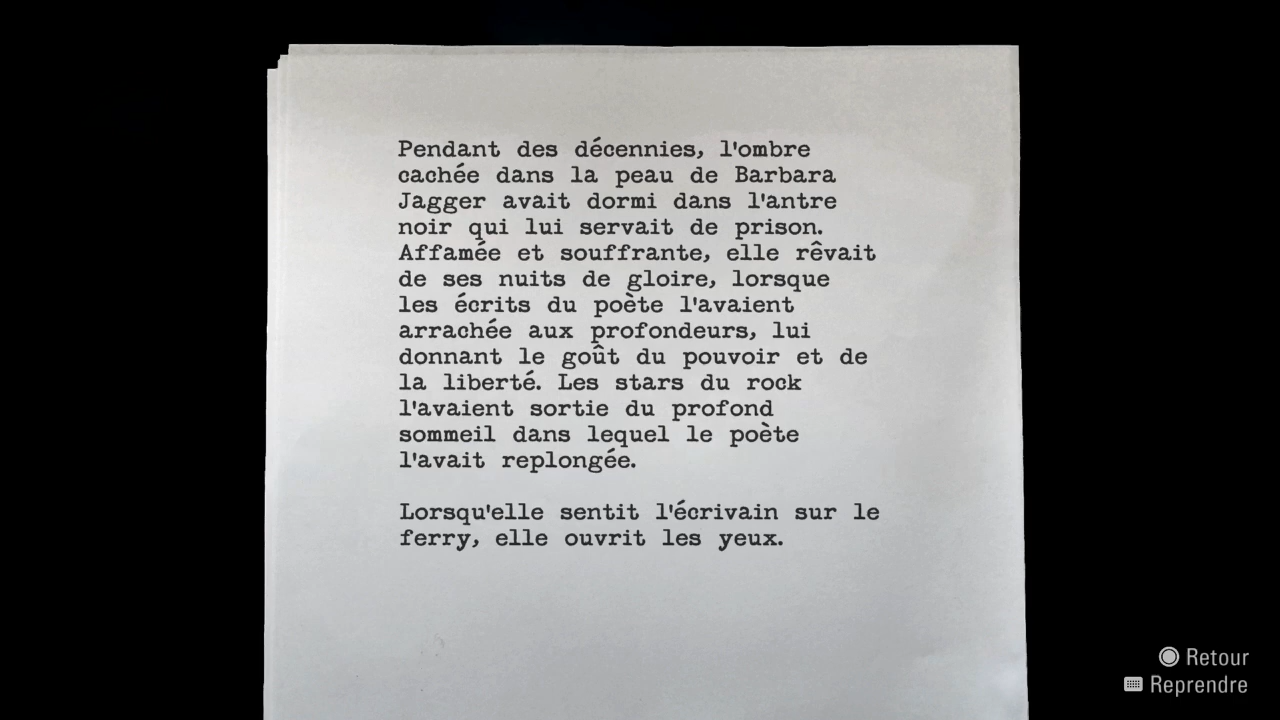 Pendant des décennies, l'ombre
cachée dans la peau de Barbara
Jagger avait dormi dans l'antre
noir qui lui servait de prison.
Affamée et souffrante, elle rêvait
de ses nuits de gloire, lorsque
les écrits du poète l'avaient
arrachée aux profondeurs, lui
donnant le goût du pouvoir et de
la liberté. Les stars du rock
l'avaient sortie du profond
sommeil dans lequel le poète
l'avait replongée.
Lorsqu'elle sentit l'écrivain sur le
ferry, elle ouvrit les yeux.
Retour
Reprendre